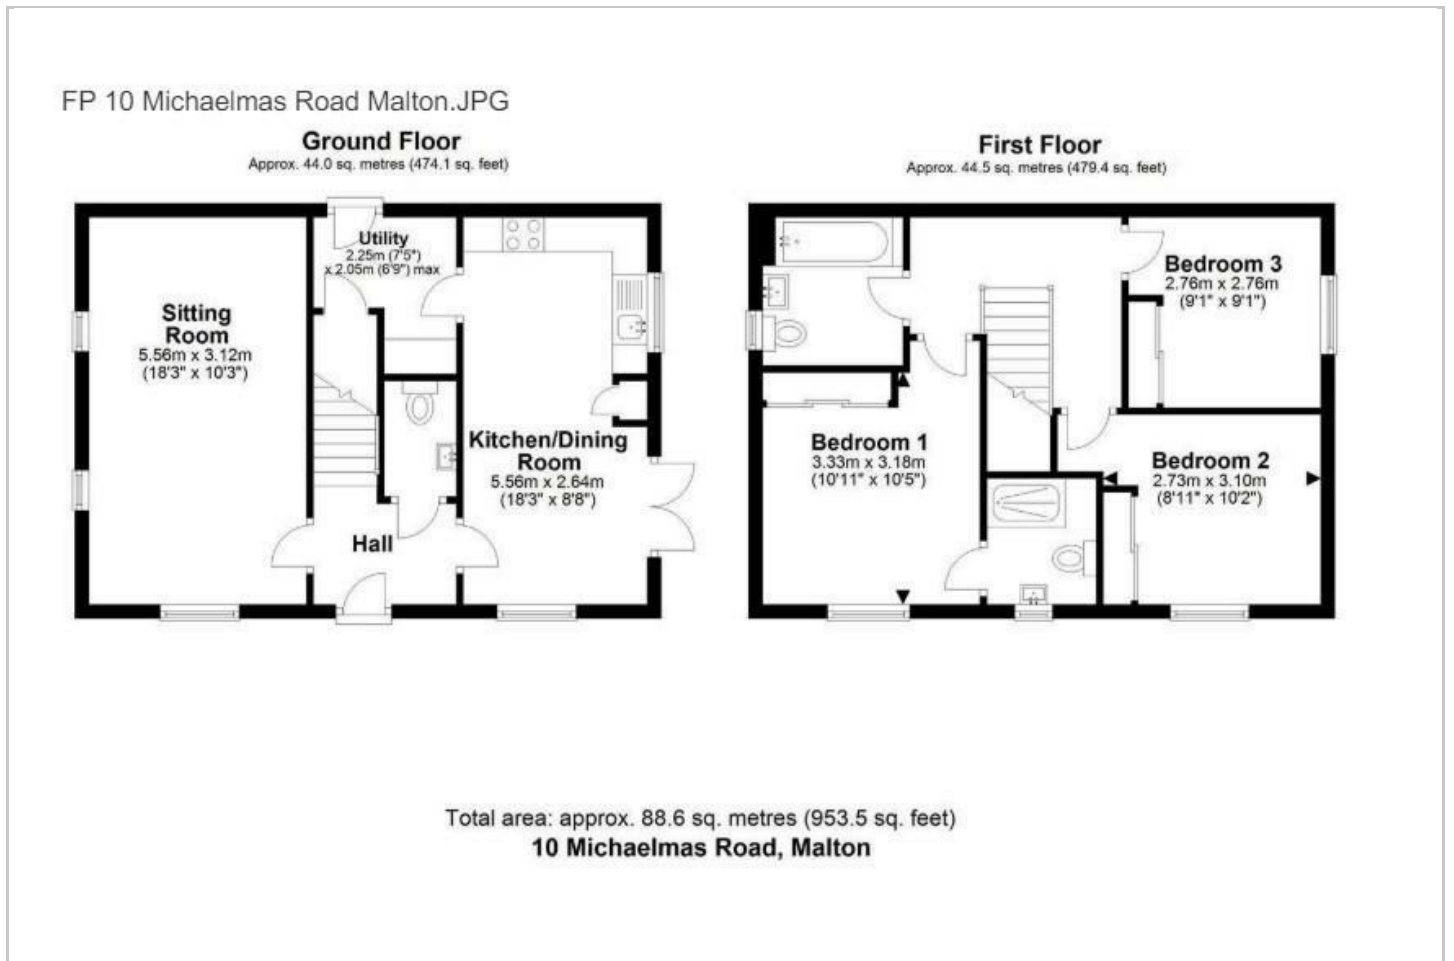 FP 10 Michaelmas Road Malton.JPG
Ground Floor
Approx. 44.0 sq. metres (474.1 sq. feet)
Utility
2.25m (7'5")
x 2.05m (6'9") max
Sitting
Room
5.56m x 3.12m
(18'3" x 10'3")
Kitchen/Dining
Room
5.56m x 2.64m
(18'3" x 8'8")
Hall
First Floor
Approx. 44.5 sq. metres (479.4 sq. feet)
Bedroom 3
2.76m x 2.76m
(9'1" x 9'1")
Bedroom 1
3.33m x 3.18m
(10'11" x 10'5")
Bedroom 2
2.73m x 3.10m
(8'11" x 10'2")
Total area: approx. 88.6 sq. metres (953.5 sq. feet)
10 Michaelmas Road, Malton